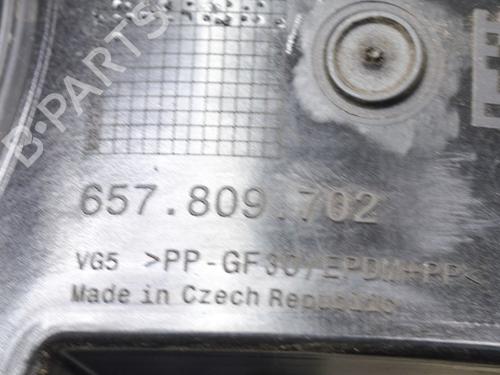 B-PARTS
657.809.702
VG5 >PP-GF30/EPDM+PP<
Made in Czech Republic